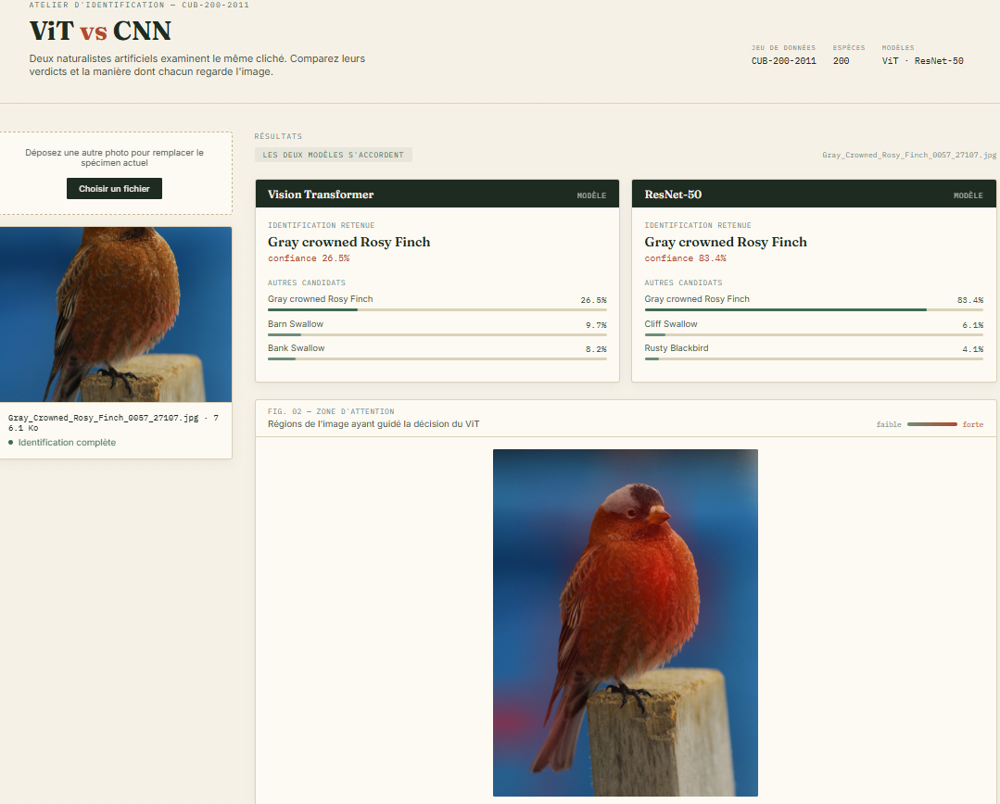 ATELIER D'IDENTIFICATION — CUB-200-2011
ViT vs CNN
Deux naturalistes artificiels examinent le même cliché. Comparez leurs
verdicts et la manière dont chacun regarde l'image.
JEU DE DONNÉES
CUB-200-2011
ESPÈCES
200
MODÈLES
ViT · ResNet-50
Déposez une autre photo pour remplacer le
spécimen actuel
Choisir un fichier
Gray_Crowned_Rosy_Finch_0057_27107.jpg · 7
6.1 Ko
Identification complète
RÉSULTATS
LES DEUX MODÈLES S'ACCORDENT
Gray_Crowned_Rosy_Finch_0057_27107.jpg
Vision Transformer
MODÈLE
IDENTIFICATION RETENUE
Gray crowned Rosy Finch
confiance 26.5%
AUTRES CANDIDATS
Gray crowned Rosy Finch 26.5%
Barn Swallow 9.7%
Bank Swallow 8.2%
ResNet-50
MODÈLE
IDENTIFICATION RETENUE
Gray crowned Rosy Finch
confiance 83.4%
AUTRES CANDIDATS
Gray crowned Rosy Finch 83.4%
Cliff Swallow 6.1%
Rusty Blackbird 4.1%
FIG. 02 — ZONE D'ATTENTION
Régions de l'image ayant guidé la décision du ViT
faible forte